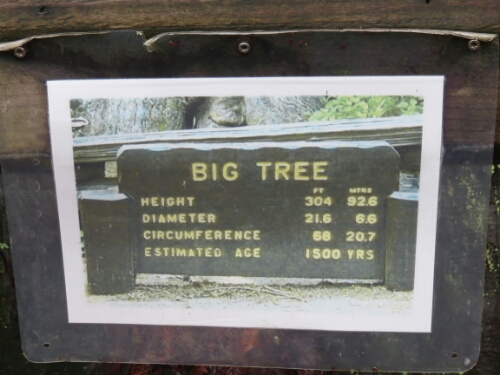 BIG TREE
FT MTRS
HEIGHT 304 92.6
DIAMETER 21.6 6.6
CIRCUMFERENCE 68 20.7
ESTIMATED AGE 1500 YRS